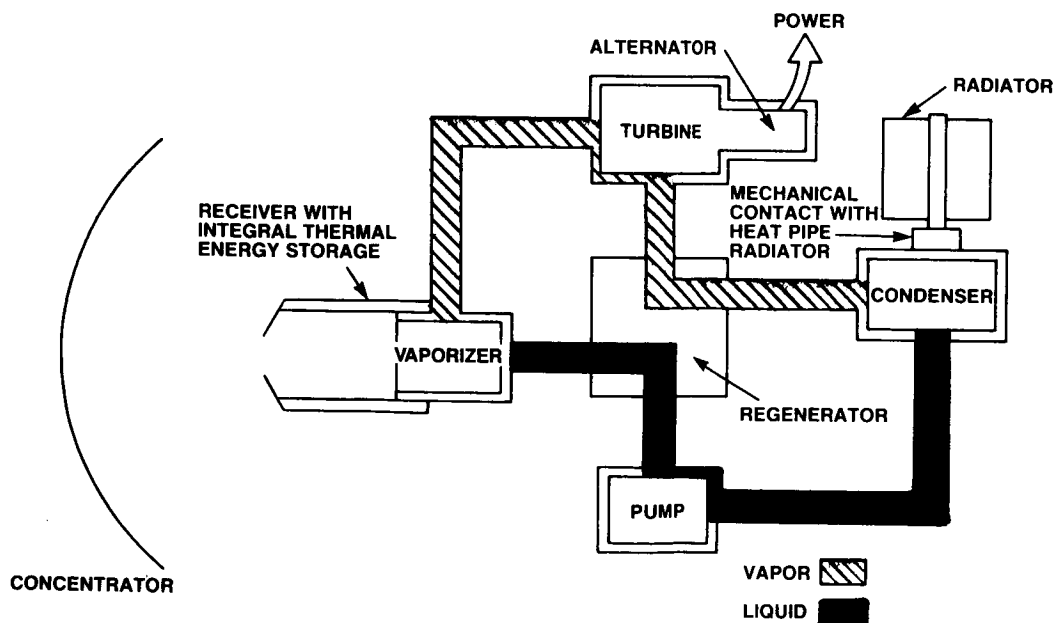 POWER
ALTERNATOR
RADIATOR
TURBINE
MECHANICAL
CONTACT WITH
HEAT PIPE
RADIATOR
RECEIVER WITH
INTEGRAL THERMAL
ENERGY STORAGE
CONDENSER
VAPORIZER
REGENERATOR
PUMP
CONCENTRATOR
VAPOR
LIQUID